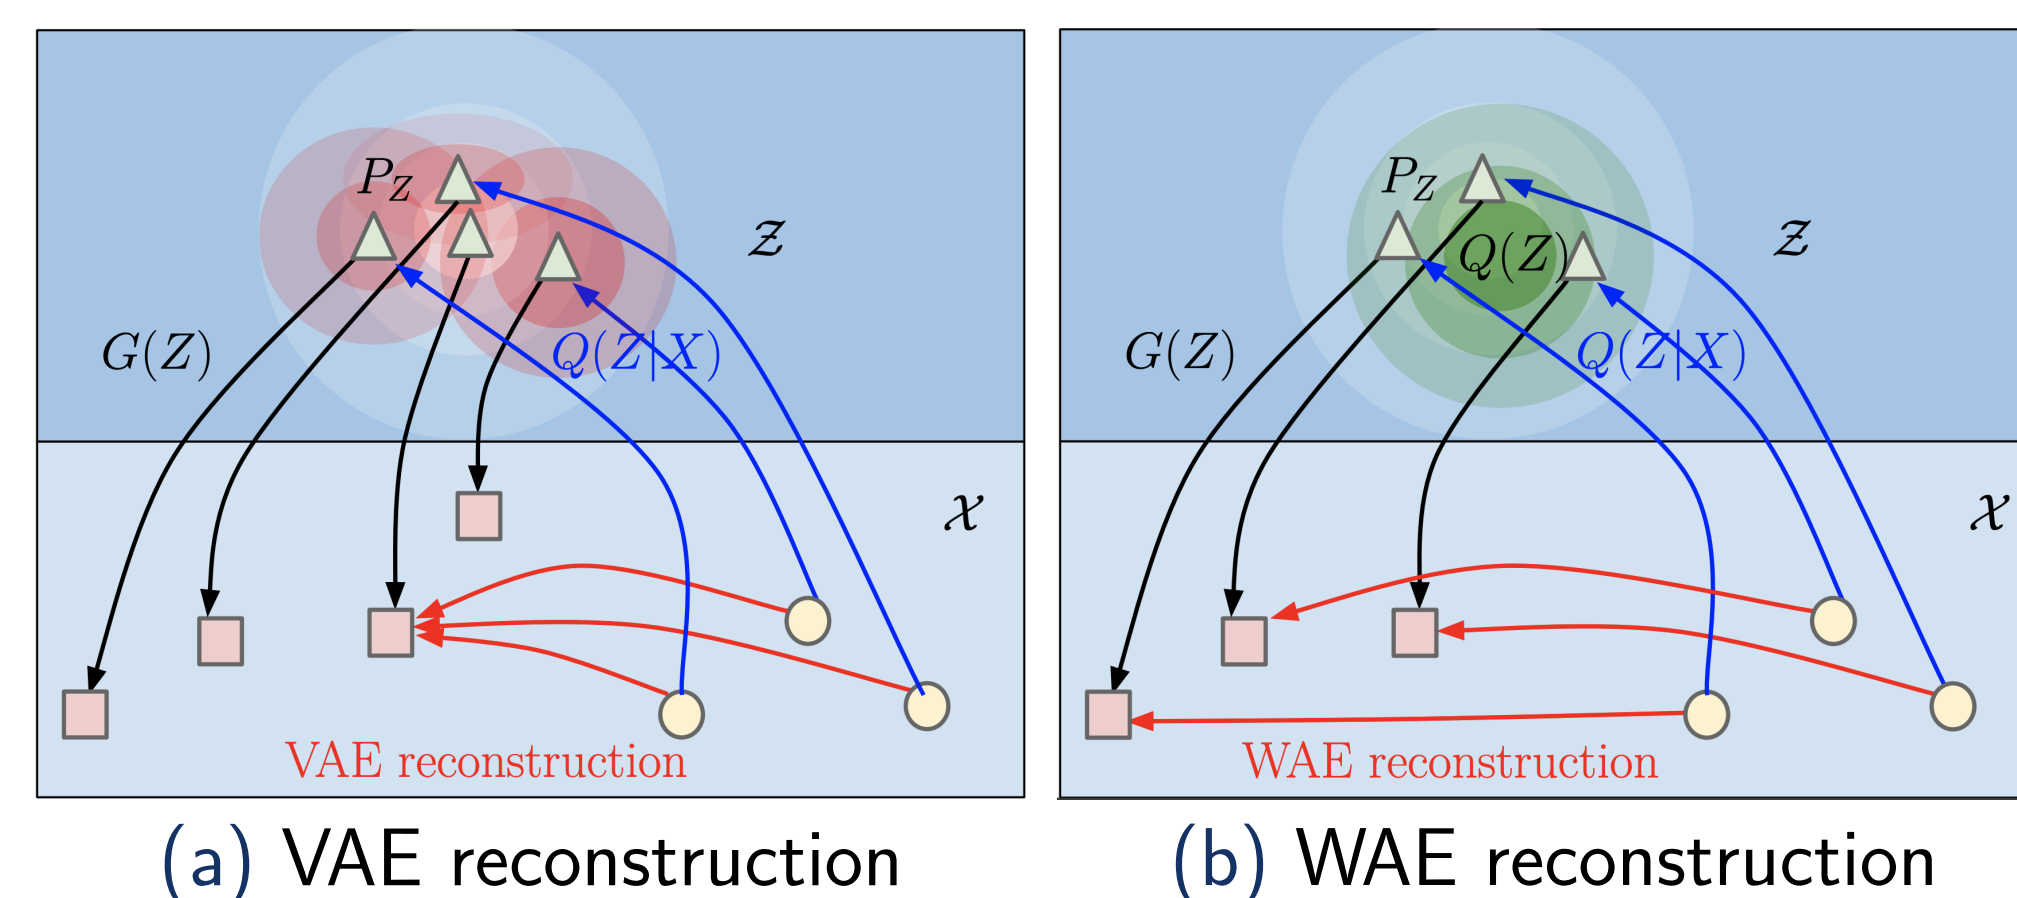 P_Z
𝒵
G(Z)
Q(Z|X)
𝒳
VAE reconstruction
(a) VAE reconstruction
P_Z
Q(Z)
𝒵
G(Z)
Q(Z|X)
𝒳
WAE reconstruction
(b) WAE reconstruction